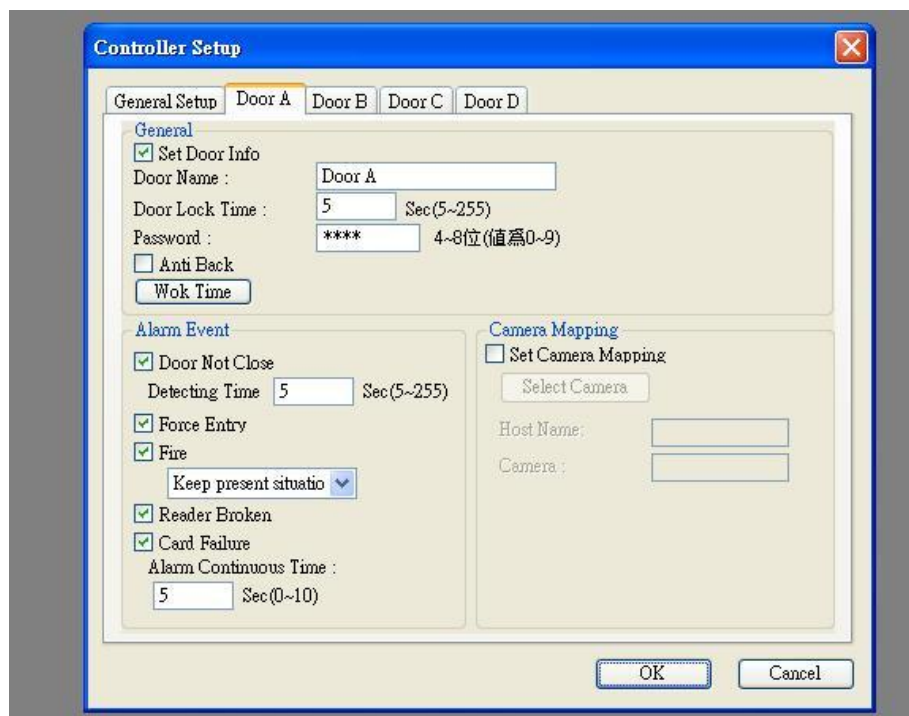 Controller Setup
General Setup Door A Door B Door C Door D
General
Set Door Info
Door Name : Door A
Door Lock Time : 5 Sec(5~255)
Password : **** 4~8位(值爲0~9)
Anti Back
Wok Time
Alarm Event
Door Not Close
Detecting Time 5 Sec(5~255)
Force Entry
Fire
Keep present situatio
Reader Broken
Card Failure
Alarm Continuous Time :
5 Sec(0~10)
Camera Mapping
Set Camera Mapping
Select Camera
Host Name:
Camera :
OK Cancel